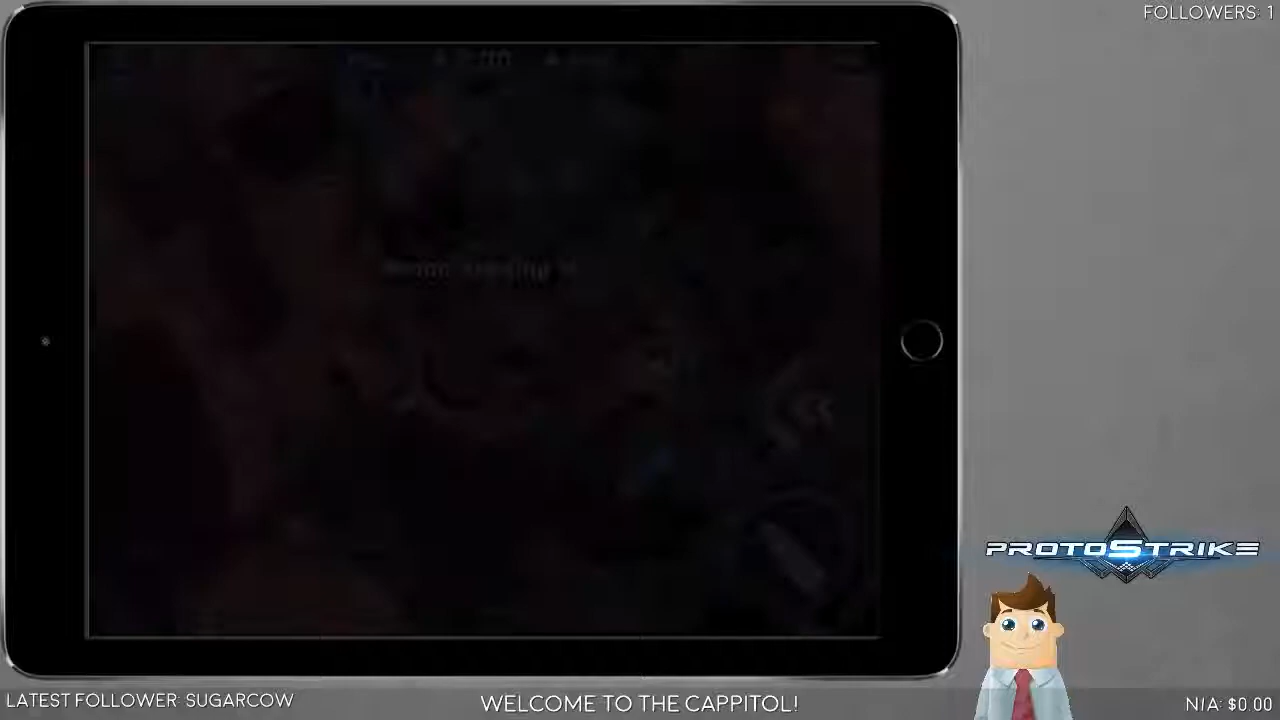 FOLLOWERS: 1
PROTOSTRIKE
LATEST FOLLOWER: SUGARCOW
WELCOME TO THE CAPPITOL!
N/A: $0.00